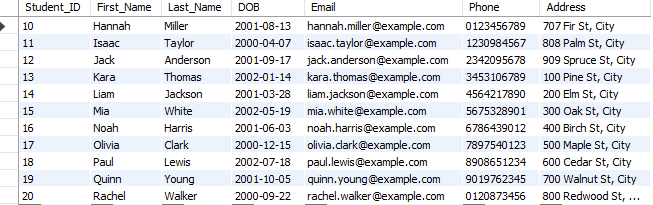 Student_ID First_Name Last_Name DOB Email Phone Address
10 Hannah Miller 2001-08-13 hannah.miller@example.com 0123456789 707 Fir St, City
11 Isaac Taylor 2000-04-07 isaac.taylor@example.com 1230984567 808 Palm St, City
12 Jack Anderson 2001-09-17 jack.anderson@example.com 2342095678 909 Spruce St, City
13 Kara Thomas 2002-01-14 kara.thomas@example.com 3453106789 100 Pine St, City
14 Liam Jackson 2001-03-28 liam.jackson@example.com 4564217890 200 Elm St, City
15 Mia White 2002-05-19 mia.white@example.com 5675328901 300 Oak St, City
16 Noah Harris 2001-06-03 noah.harris@example.com 6786439012 400 Birch St, City
17 Olivia Clark 2000-12-15 olivia.clark@example.com 7897540123 500 Maple St, City
18 Paul Lewis 2002-07-18 paul.lewis@example.com 8908651234 600 Cedar St, City
19 Quinn Young 2001-10-05 quinn.young@example.com 9019762345 700 Walnut St, City
20 Rachel Walker 2000-09-22 rachel.walker@example.com 0120873456 800 Redwood St, ...